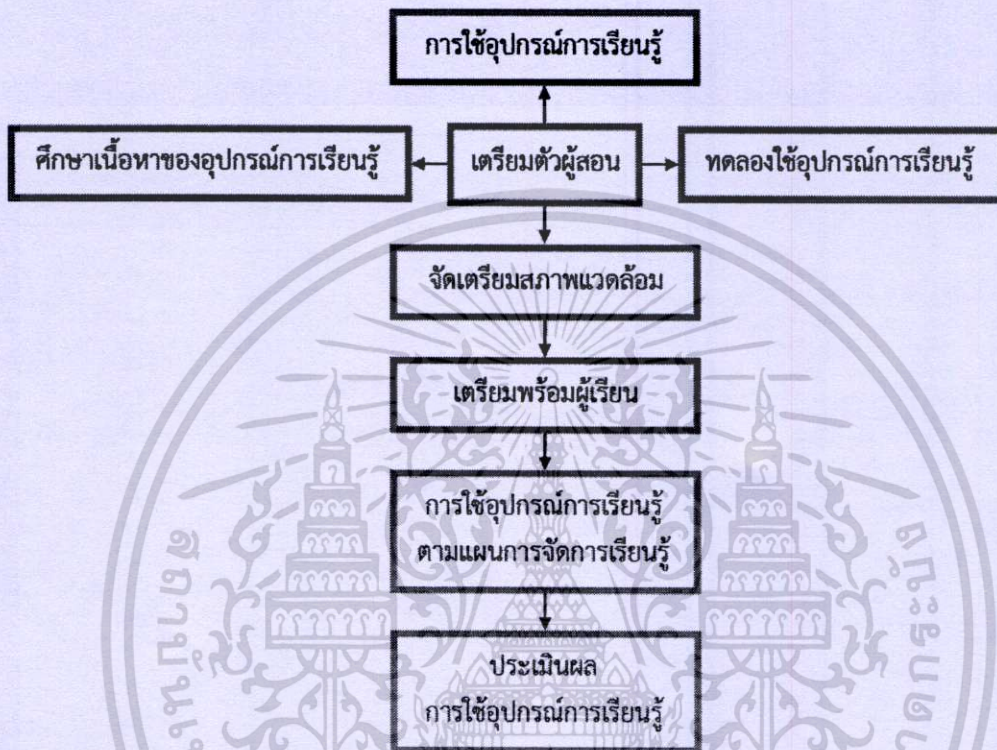 การใช้อุปกรณ์การเรียนรู้
ศึกษาเนื้อหาของอุปกรณ์การเรียนรู้
เตรียมตัวผู้สอน
ทดลองใช้อุปกรณ์การเรียนรู้
จัดเตรียมสภาพแวดล้อม
เตรียมพร้อมผู้เรียน
การใช้อุปกรณ์การเรียนรู้
ตามแผนการจัดการเรียนรู้
ประเมินผล
การใช้อุปกรณ์การเรียนรู้